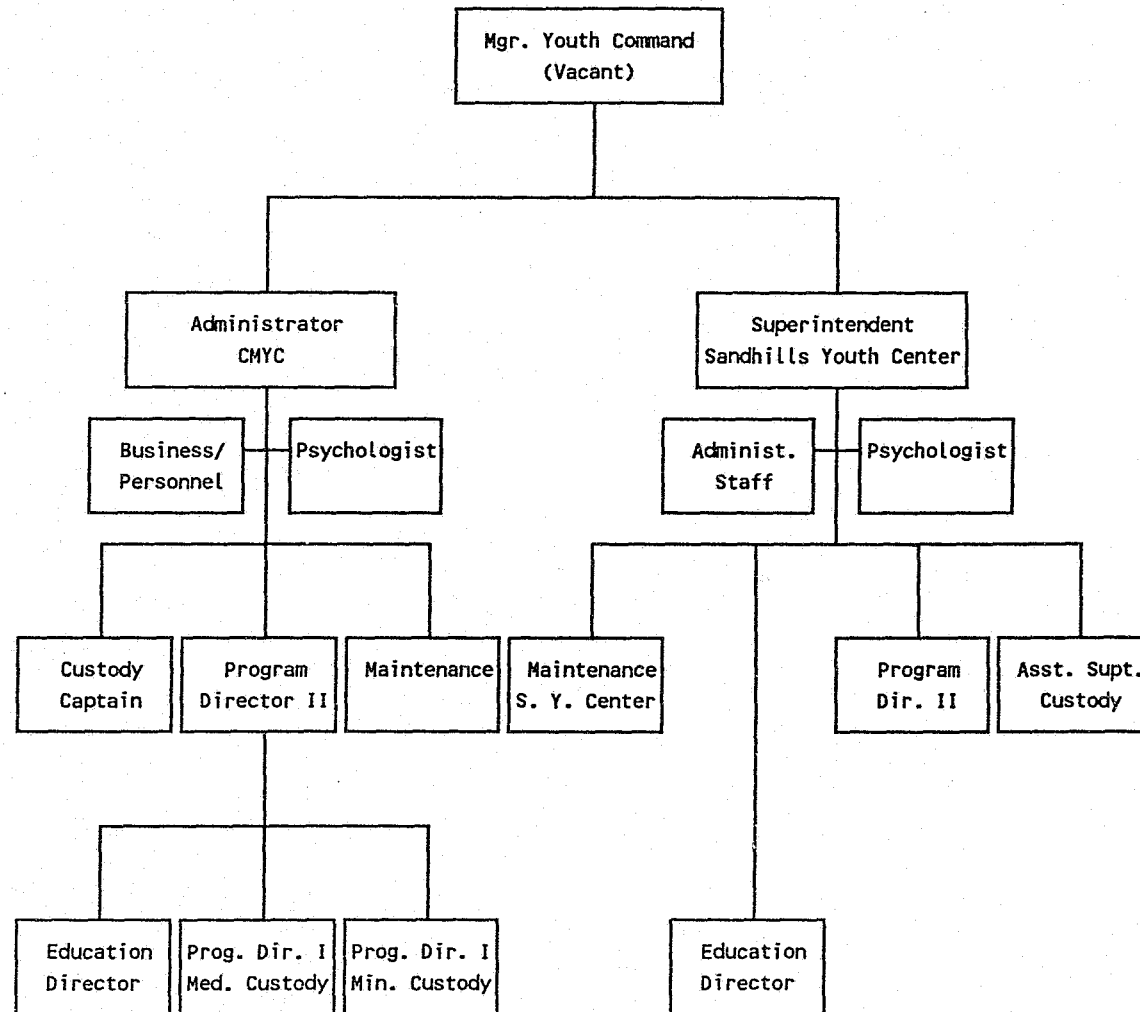 Mgr. Youth Command
(Vacant)
Administrator
CMYC
Superintendent
Sandhills Youth Center
Business/
Personnel
Psychologist
Administ.
Staff
Psychologist
Custody
Captain
Program
Director II
Maintenance
Maintenance
S. Y. Center
Program
Dir. II
Asst. Supt.
Custody
Education
Director
Prog. Dir. I
Med. Custody
Prog. Dir. I
Min. Custody
Education
Director